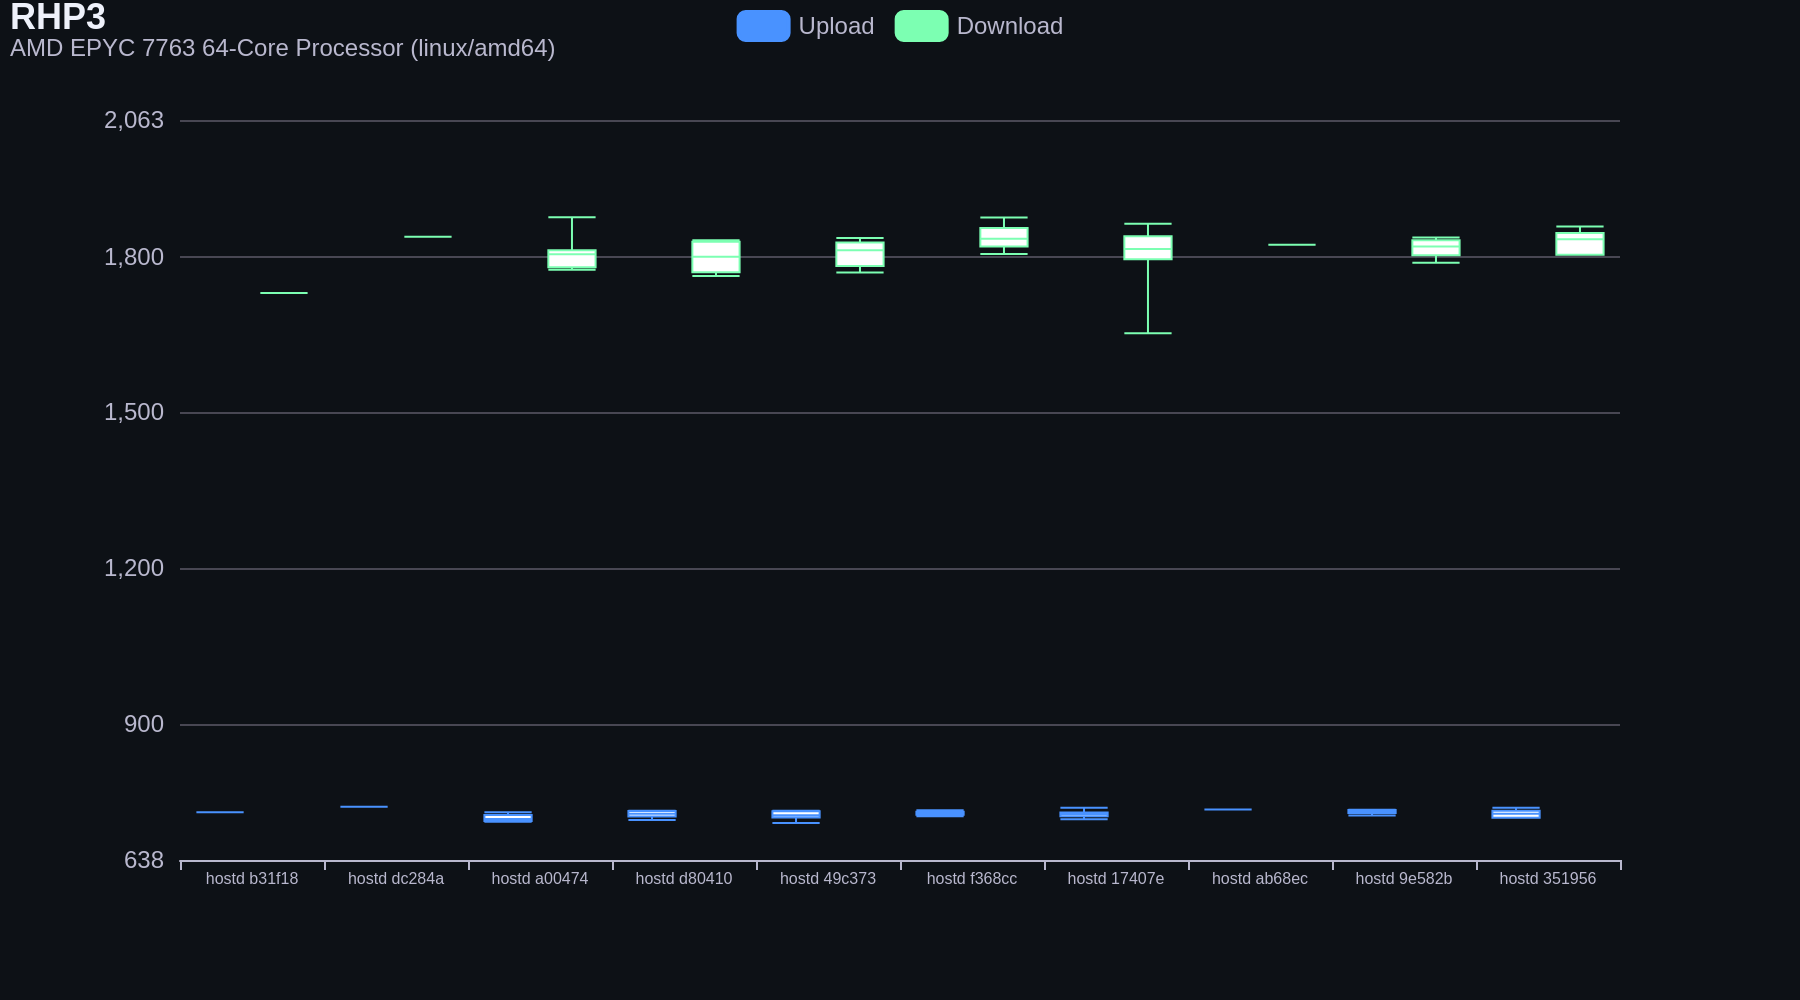 RHP3
AMD EPYC 7763 64-Core Processor (linux/amd64)
Upload
Download
2,063
1,800
1,500
1,200
900
638
hostd b31f18
hostd dc284a
hostd a00474
hostd d80410
hostd 49c373
hostd f368cc
hostd 17407e
hostd ab68ec
hostd 9e582b
hostd 351956